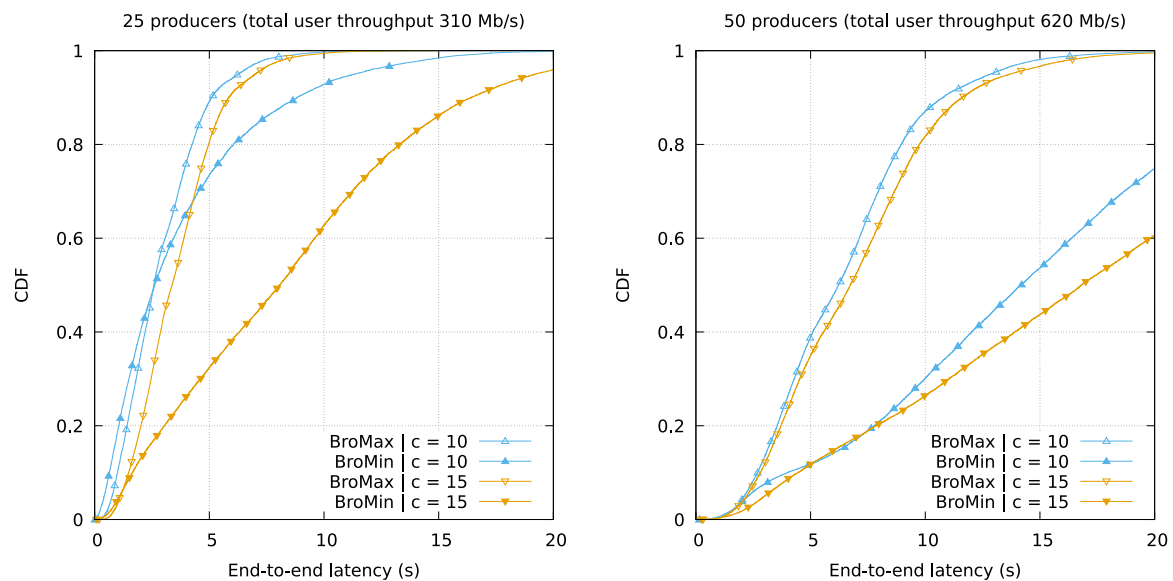 25 producers (total user throughput 310 Mb/s)
1
0.8
0.6
0.4
0.2
0
CDF
BroMax | c = 10
BroMin | c = 10
BroMax | c = 15
BroMin | c = 15
0 5 10 15 20
End-to-end latency (s)
50 producers (total user throughput 620 Mb/s)
1
0.8
0.6
0.4
0.2
0
CDF
BroMax | c = 10
BroMin | c = 10
BroMax | c = 15
BroMin | c = 15
0 5 10 15 20
End-to-end latency (s)